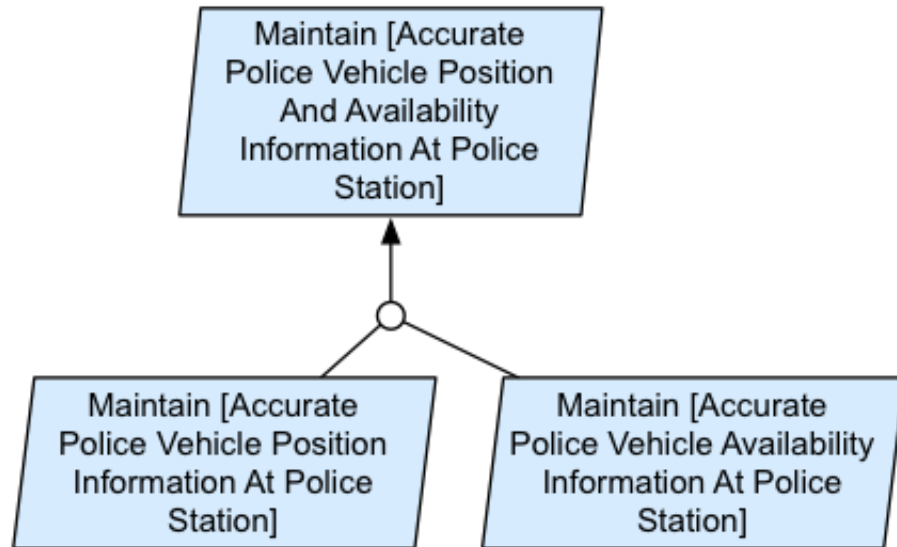 Maintain [Accurate
Police Vehicle Position
And Availability
Information At Police
Station]
Maintain [Accurate
Police Vehicle Position
Information At Police
Station]
Maintain [Accurate
Police Vehicle Availability
Information At Police
Station]